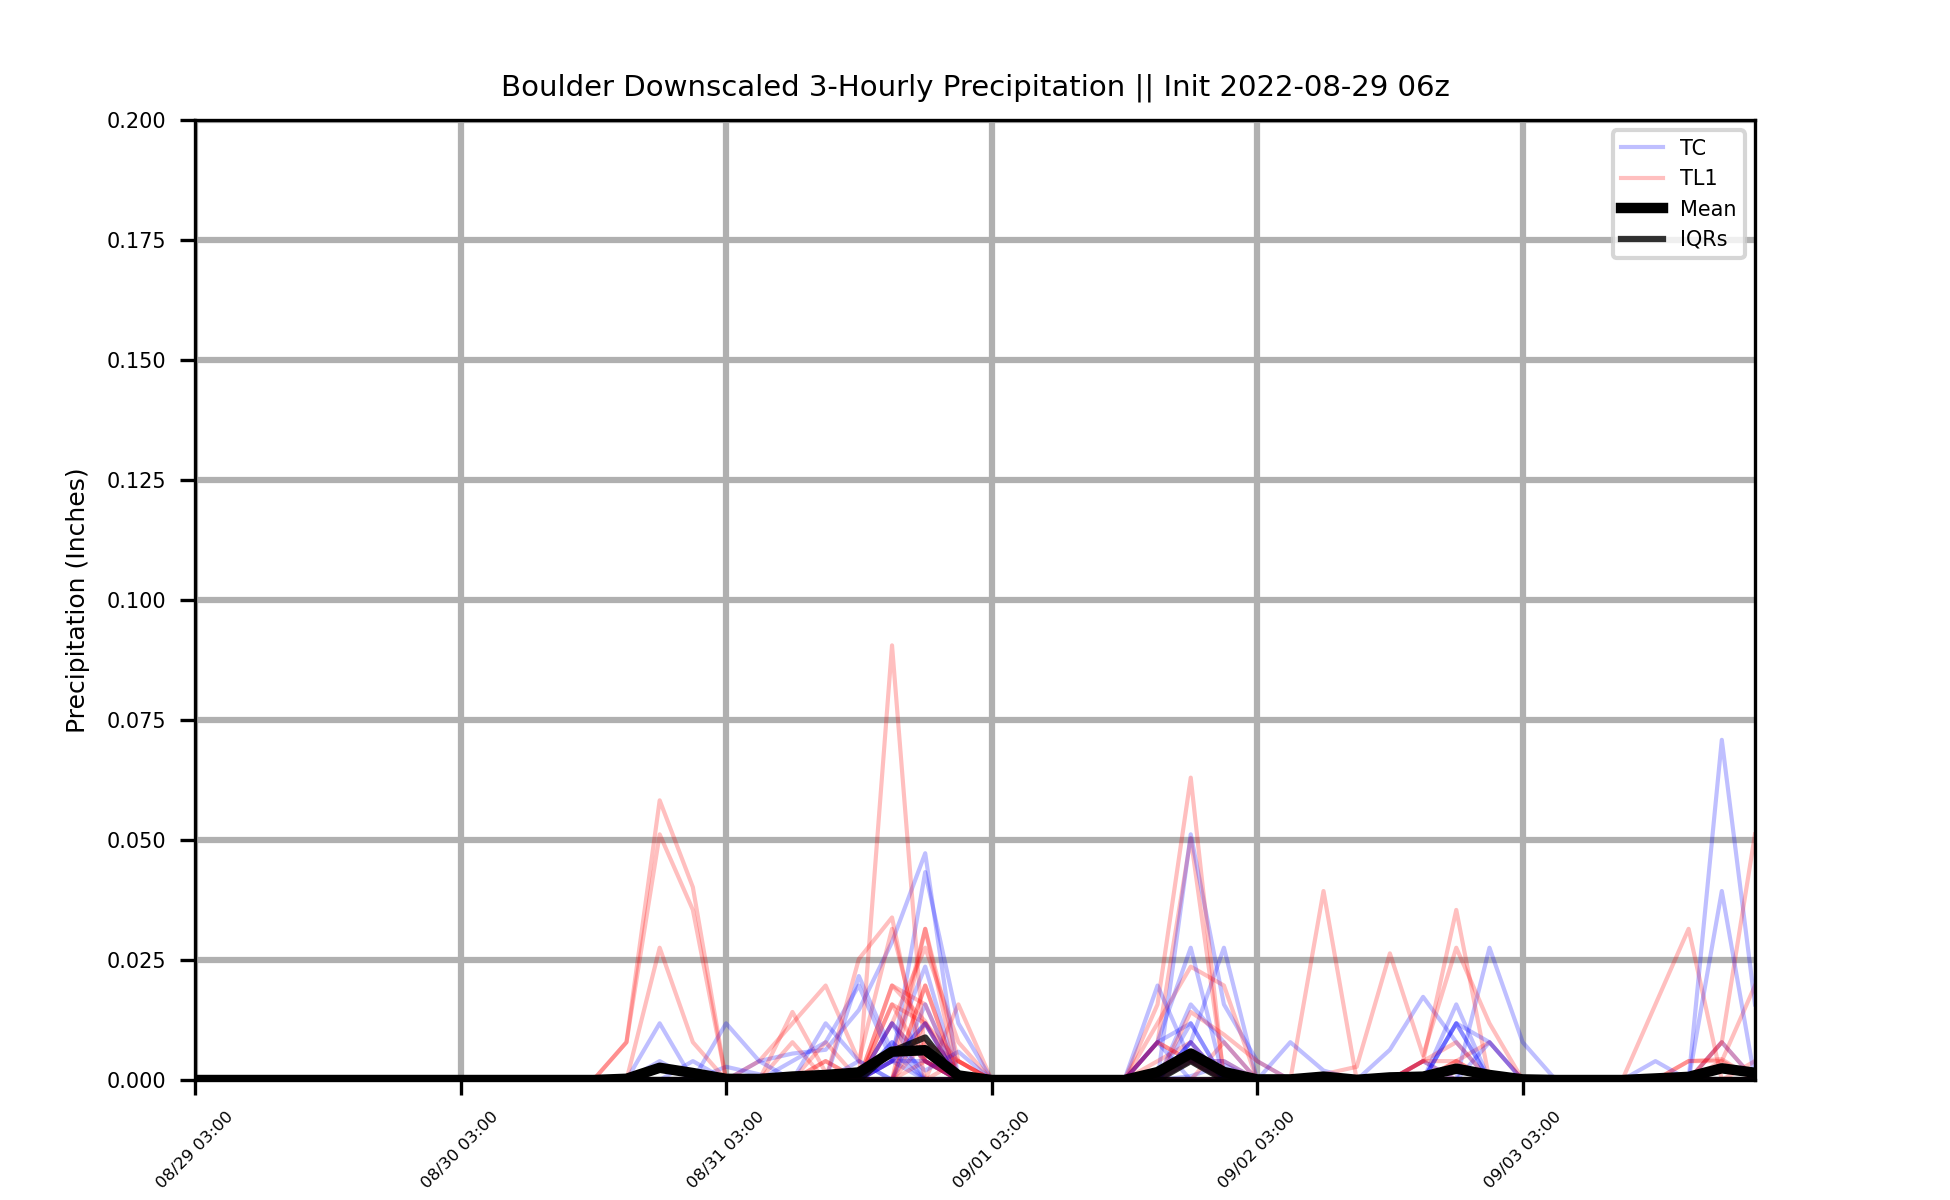 Boulder Downscaled 3-Hourly Precipitation || Init 2022-08-29 06z
Precipitation (Inches)
0.200
0.175
0.150
0.125
0.100
0.075
0.050
0.025
0.000
TC
TL1
Mean
IQRs
08/29 03:00
08/30 03:00
08/31 03:00
09/01 03:00
09/02 03:00
09/03 03:00